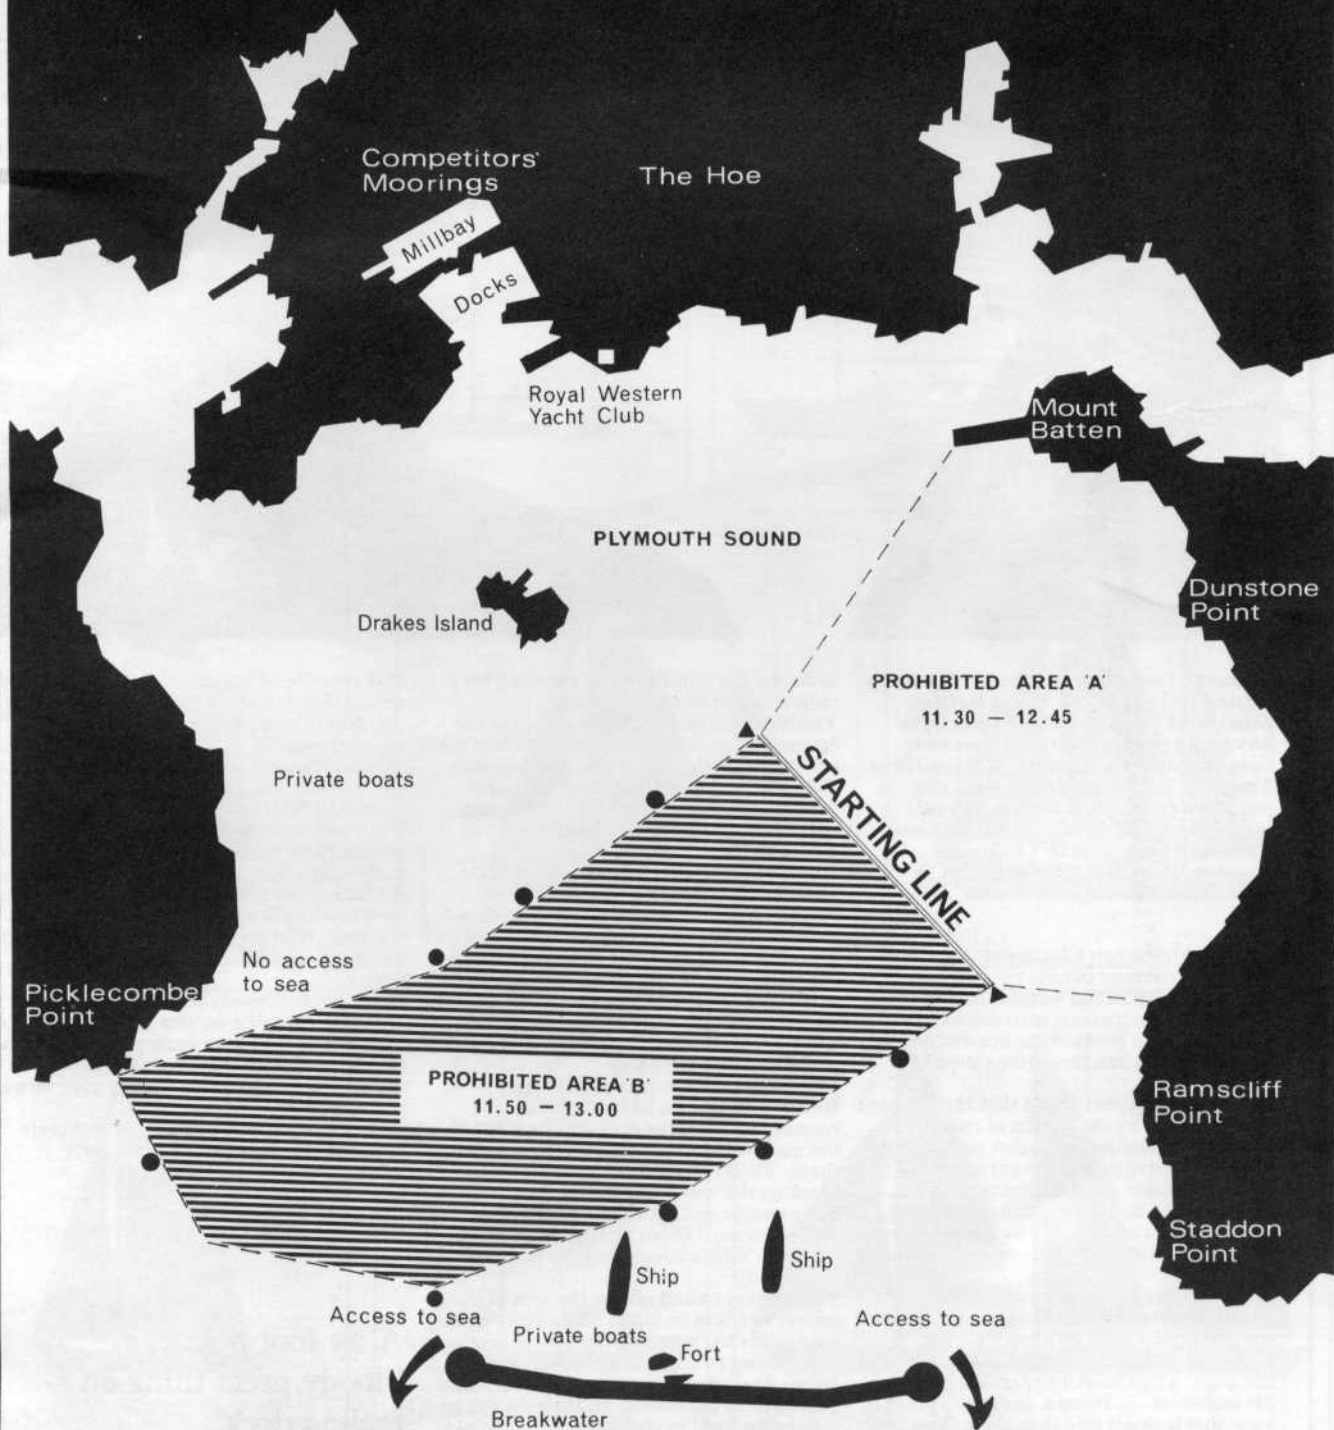 Competitors'
Moorings
The Hoe
Millbay
Docks
Royal Western
Yacht Club
Mount
Batten
PLYMOUTH SOUND
Dunstone
Point
Drakes Island
PROHIBITED AREA 'A'
11.30 — 12.45
Private boats
STARTING LINE
No access
to sea
Picklecombe
Point
PROHIBITED AREA 'B'
11.50 — 13.00
Ramscliff
Point
Staddon
Point
Ship
Ship
Access to sea
Private boats
Access to sea
Fort
Breakwater